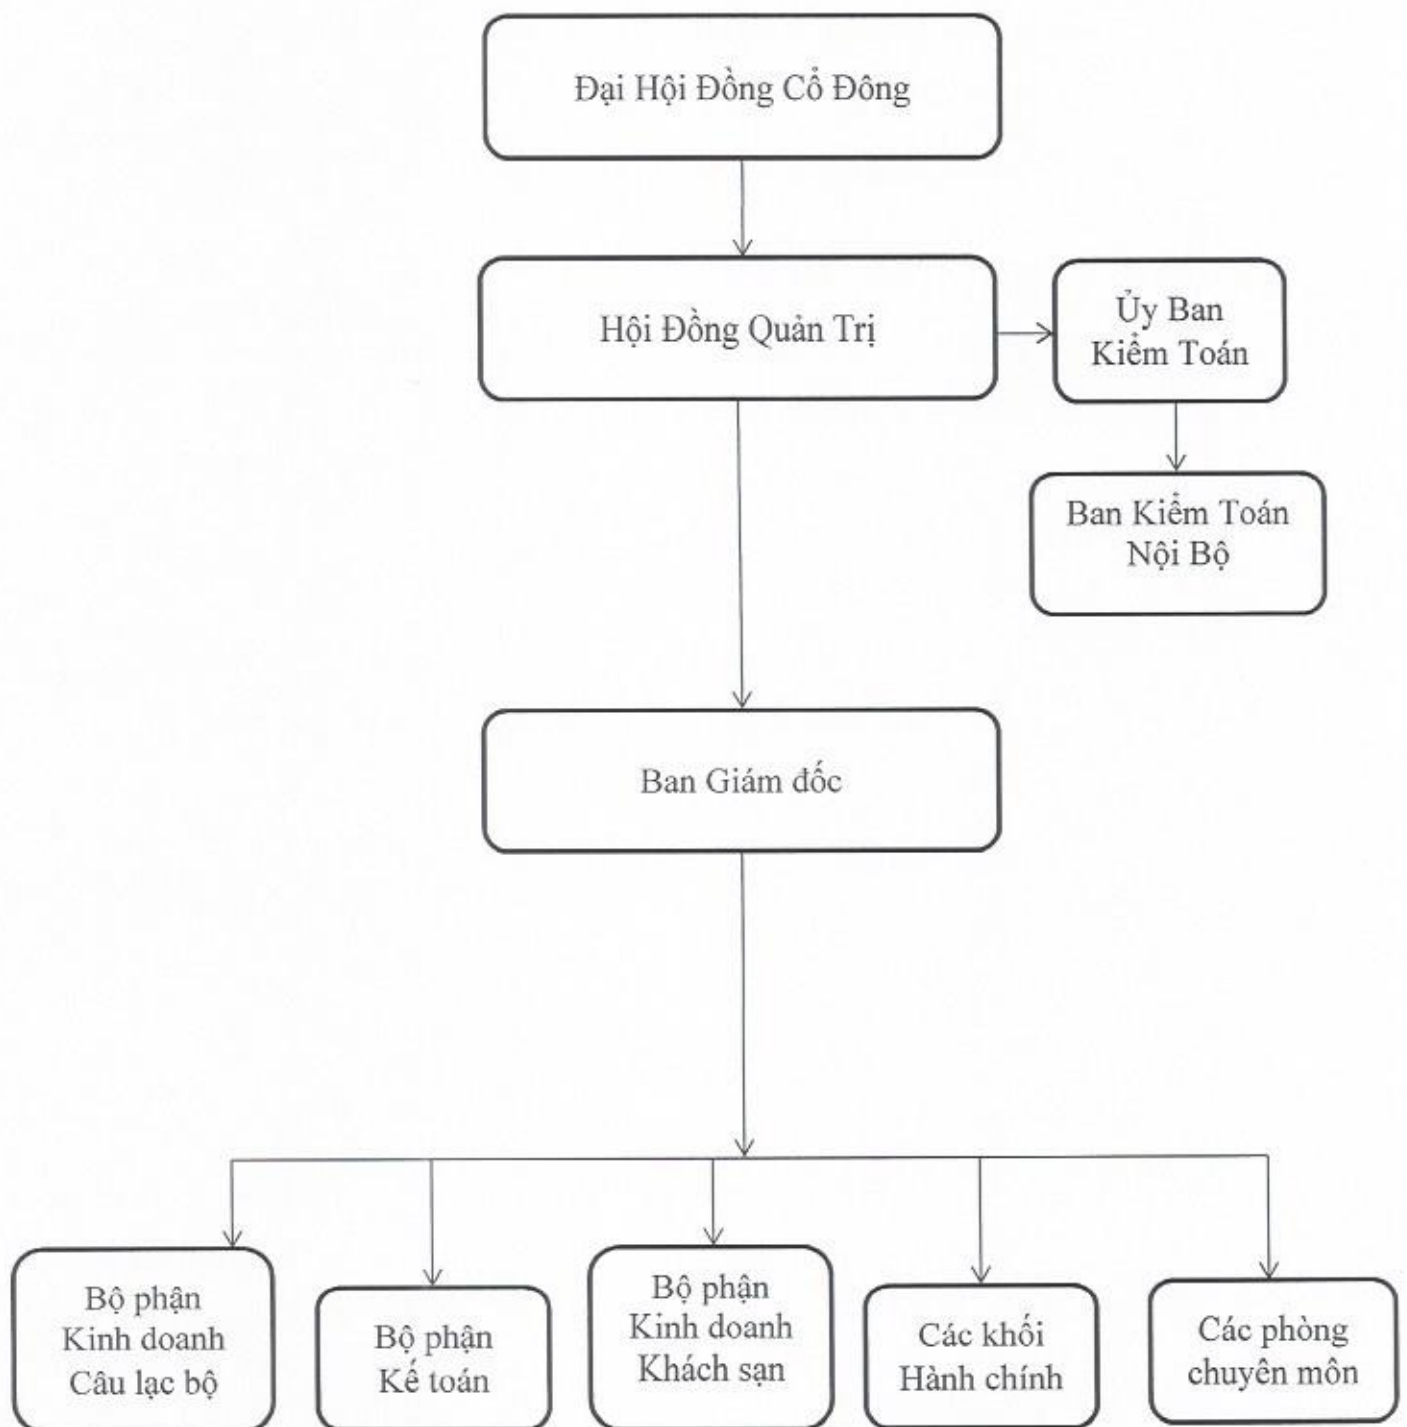 Đại Hội Đồng Cổ Đông
Hội Đồng Quản Trị
Ủy Ban
Kiểm Toán
Ban Kiểm Toán
Nội Bộ
Ban Giám đốc
Bộ phận
Kinh doanh
Câu lạc bộ
Bộ phận
Kế toán
Bộ phận
Kinh doanh
Khách sạn
Các khối
Hành chính
Các phòng
chuyên môn